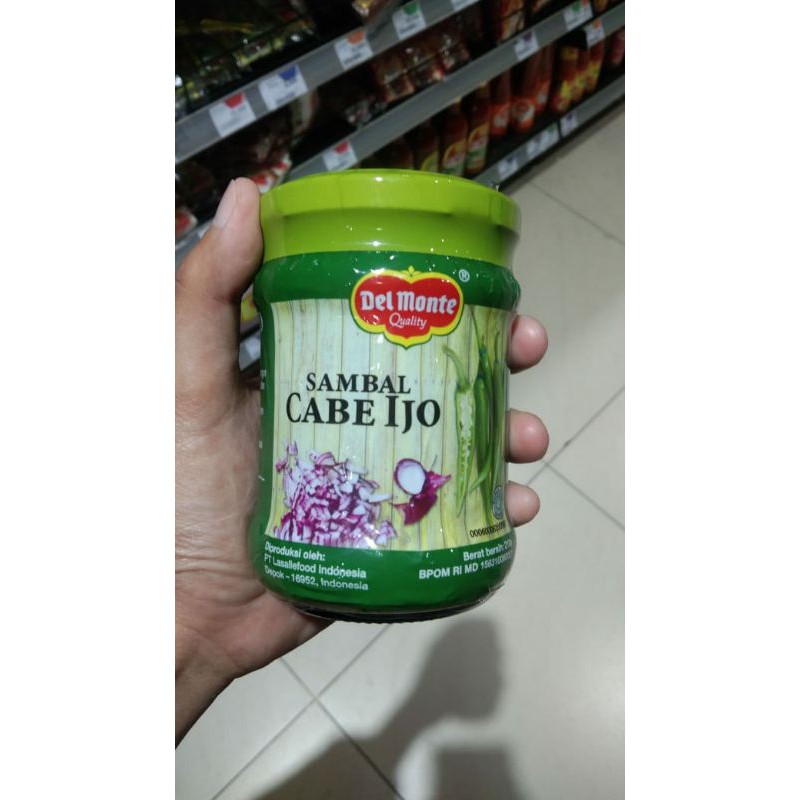 Del Monte
®
Quality
SAMBAL
CABE IJO
Diproduksi oleh:
PT Lasallefood Indonesia
Depok - 16952, Indonesia
Berat bersih
BPOM RI MD